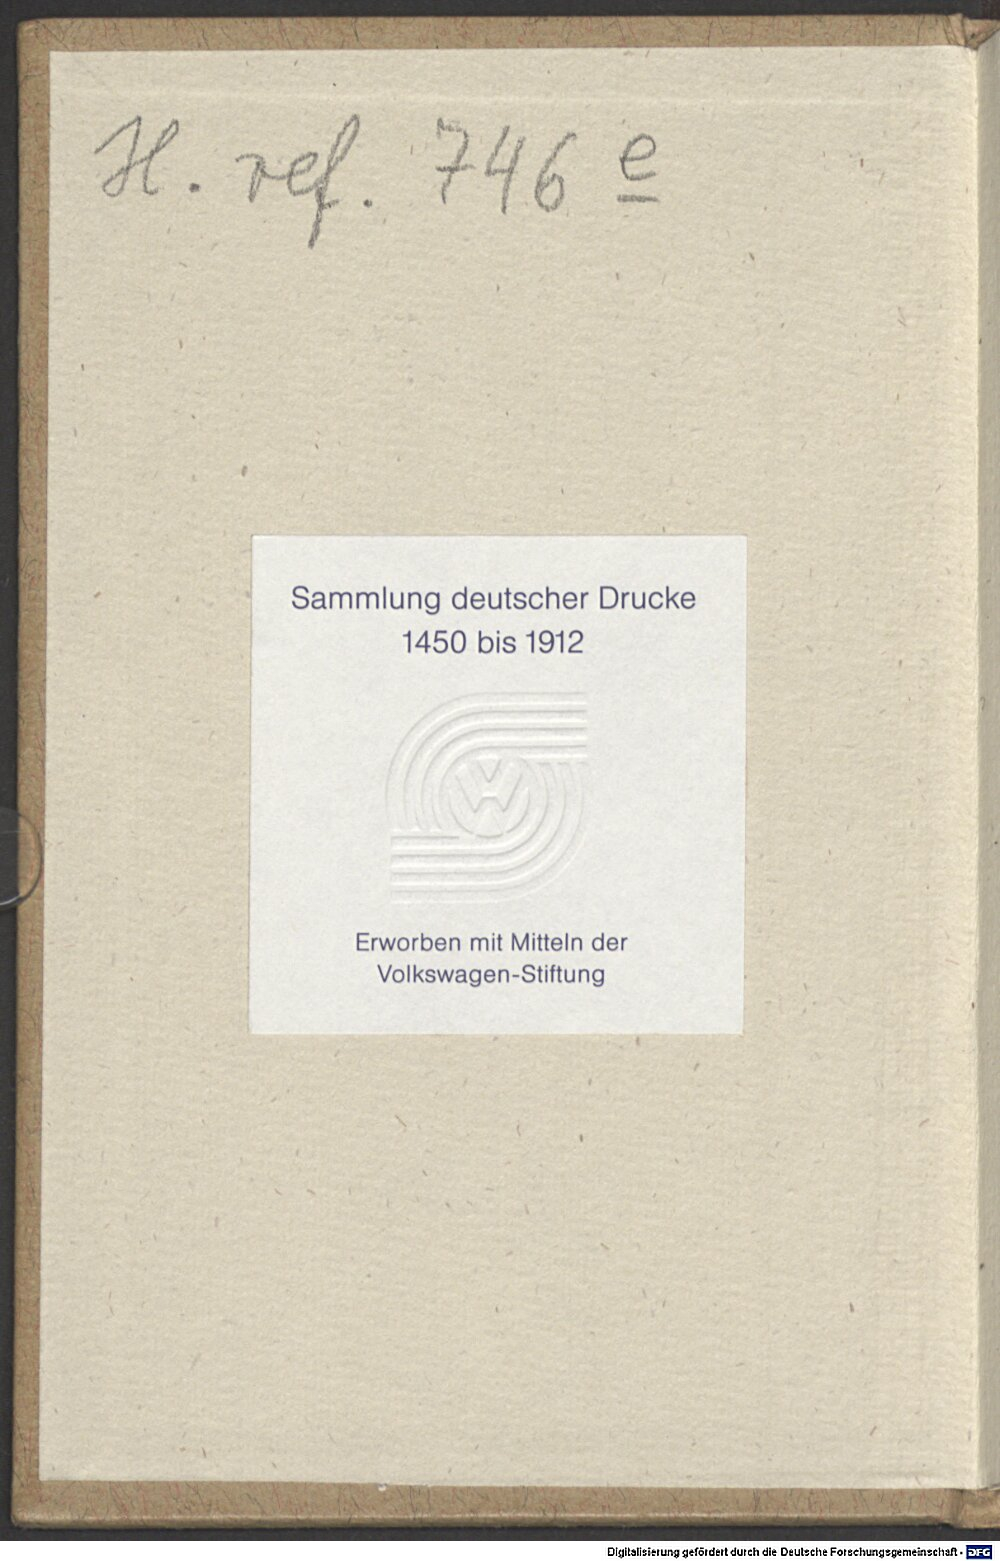 H. ref. 746 e
Sammlung deutscher Drucke
1450 bis 1912
VW
Erworben mit Mitteln der
Volkswagen-Stiftung
Digitalisierung gefördert durch die Deutsche Forschungsgemeinschaft - DFG